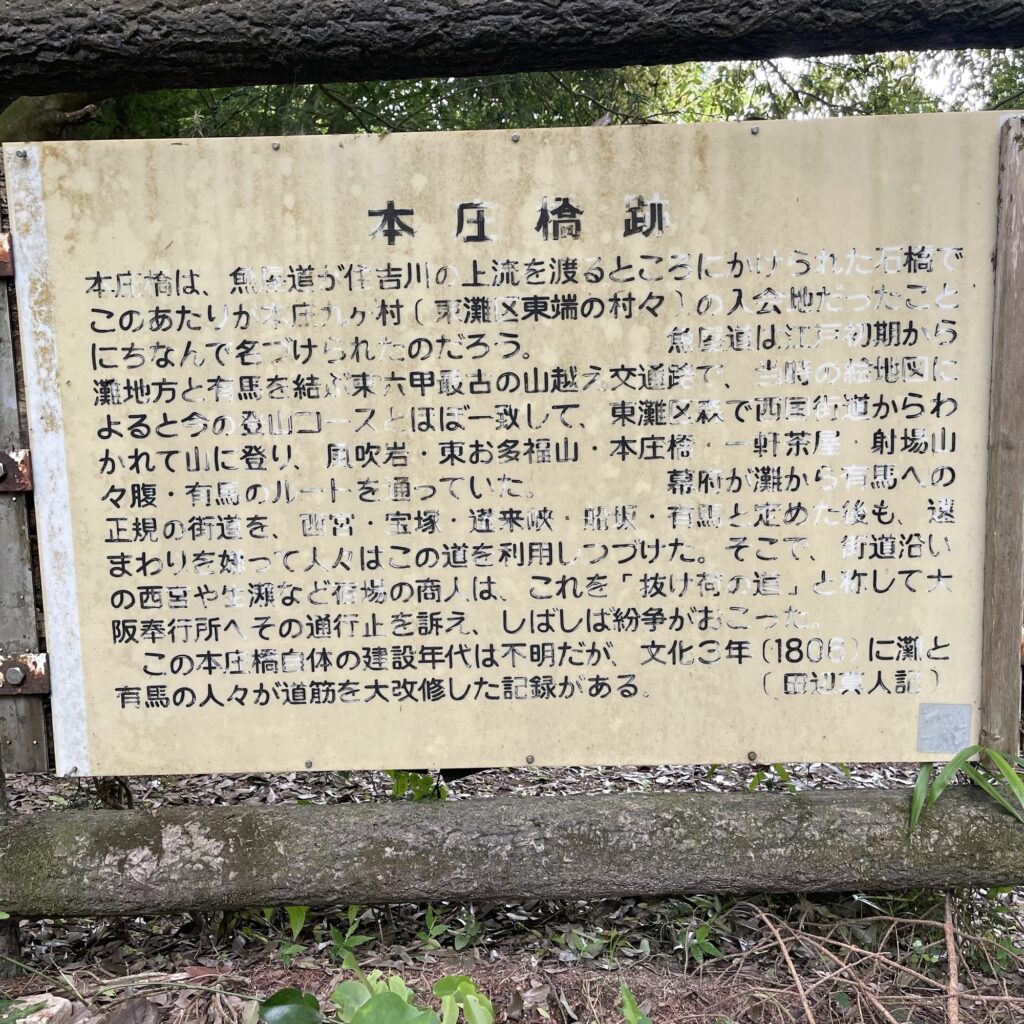 本庄橋跡
本庄橋は、魚屋道が住吉川の上流を渡るところにかけられた石橋で
このあたりが本庄九ヶ村(東灘区東端の村々)の入会地だったこと
にちなんで名づけられたのだろう。 魚屋道は江戸初期から
灘地方と有馬を結ぶ東六甲最古の山越え交通路で、当時の絵地図に
よると今の登山コースとほぼ一致して、東灘区森で西国街道からわ
かれて山に登り、風吹岩・東お多福山・本庄橋・一軒茶屋・射場山
々腹・有馬のルートを通っていた。 幕府が灘から有馬への
正規の街道を、西宮・宝塚・蓬来峡・船坂・有馬と定めた後も、遠
まわりを嫌って人々はこの道を利用しつづけた。そこで、街道沿い
の西宮や生瀬など宿場の商人は、これを「抜け荷の道」と称して大
阪奉行所へその通行止を訴え、しばしば紛争がおこった。
この本庄橋自体の建設年代は不明だが、文化3年(1806)に灘と
有馬の人々が道筋を大改修した記録がある。 (田辺真人記)